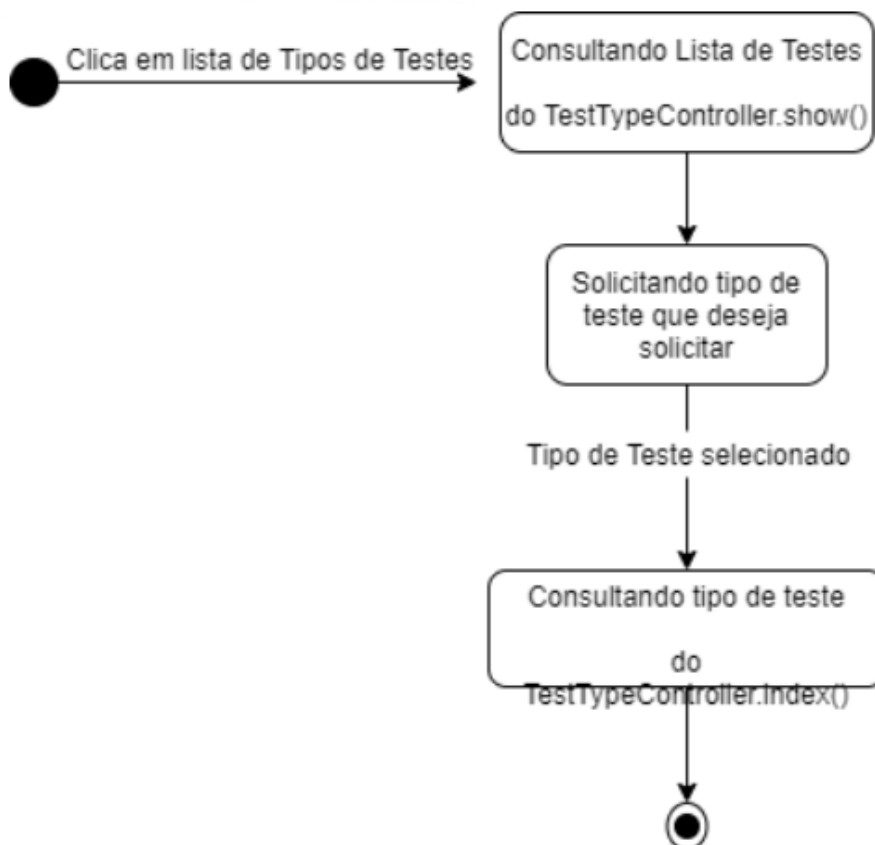 Clica em lista de Tipos de Testes
Consultando Lista de Testes
do TestTypeController.show()
Solicitando tipo de
teste que deseja
solicitar
Tipo de Teste selecionado
Consultando tipo de teste
do
TestTypeController.index()